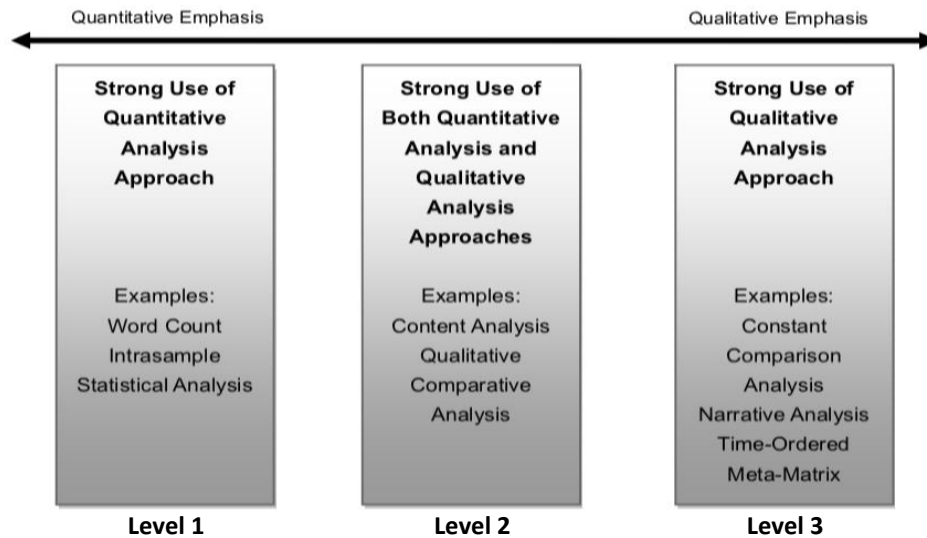 Quantitative Emphasis
Qualitative Emphasis
Strong Use of
Quantitative
Analysis
Approach
Examples:
Word Count
Intrasample
Statistical Analysis
Level 1
Strong Use of
Both Quantitative
Analysis and
Qualitative
Analysis
Approaches
Examples:
Content Analysis
Qualitative
Comparative
Analysis
Level 2
Strong Use of
Qualitative
Analysis
Approach
Examples:
Constant
Comparison
Analysis
Narrative Analysis
Time-Ordered
Meta-Matrix
Level 3